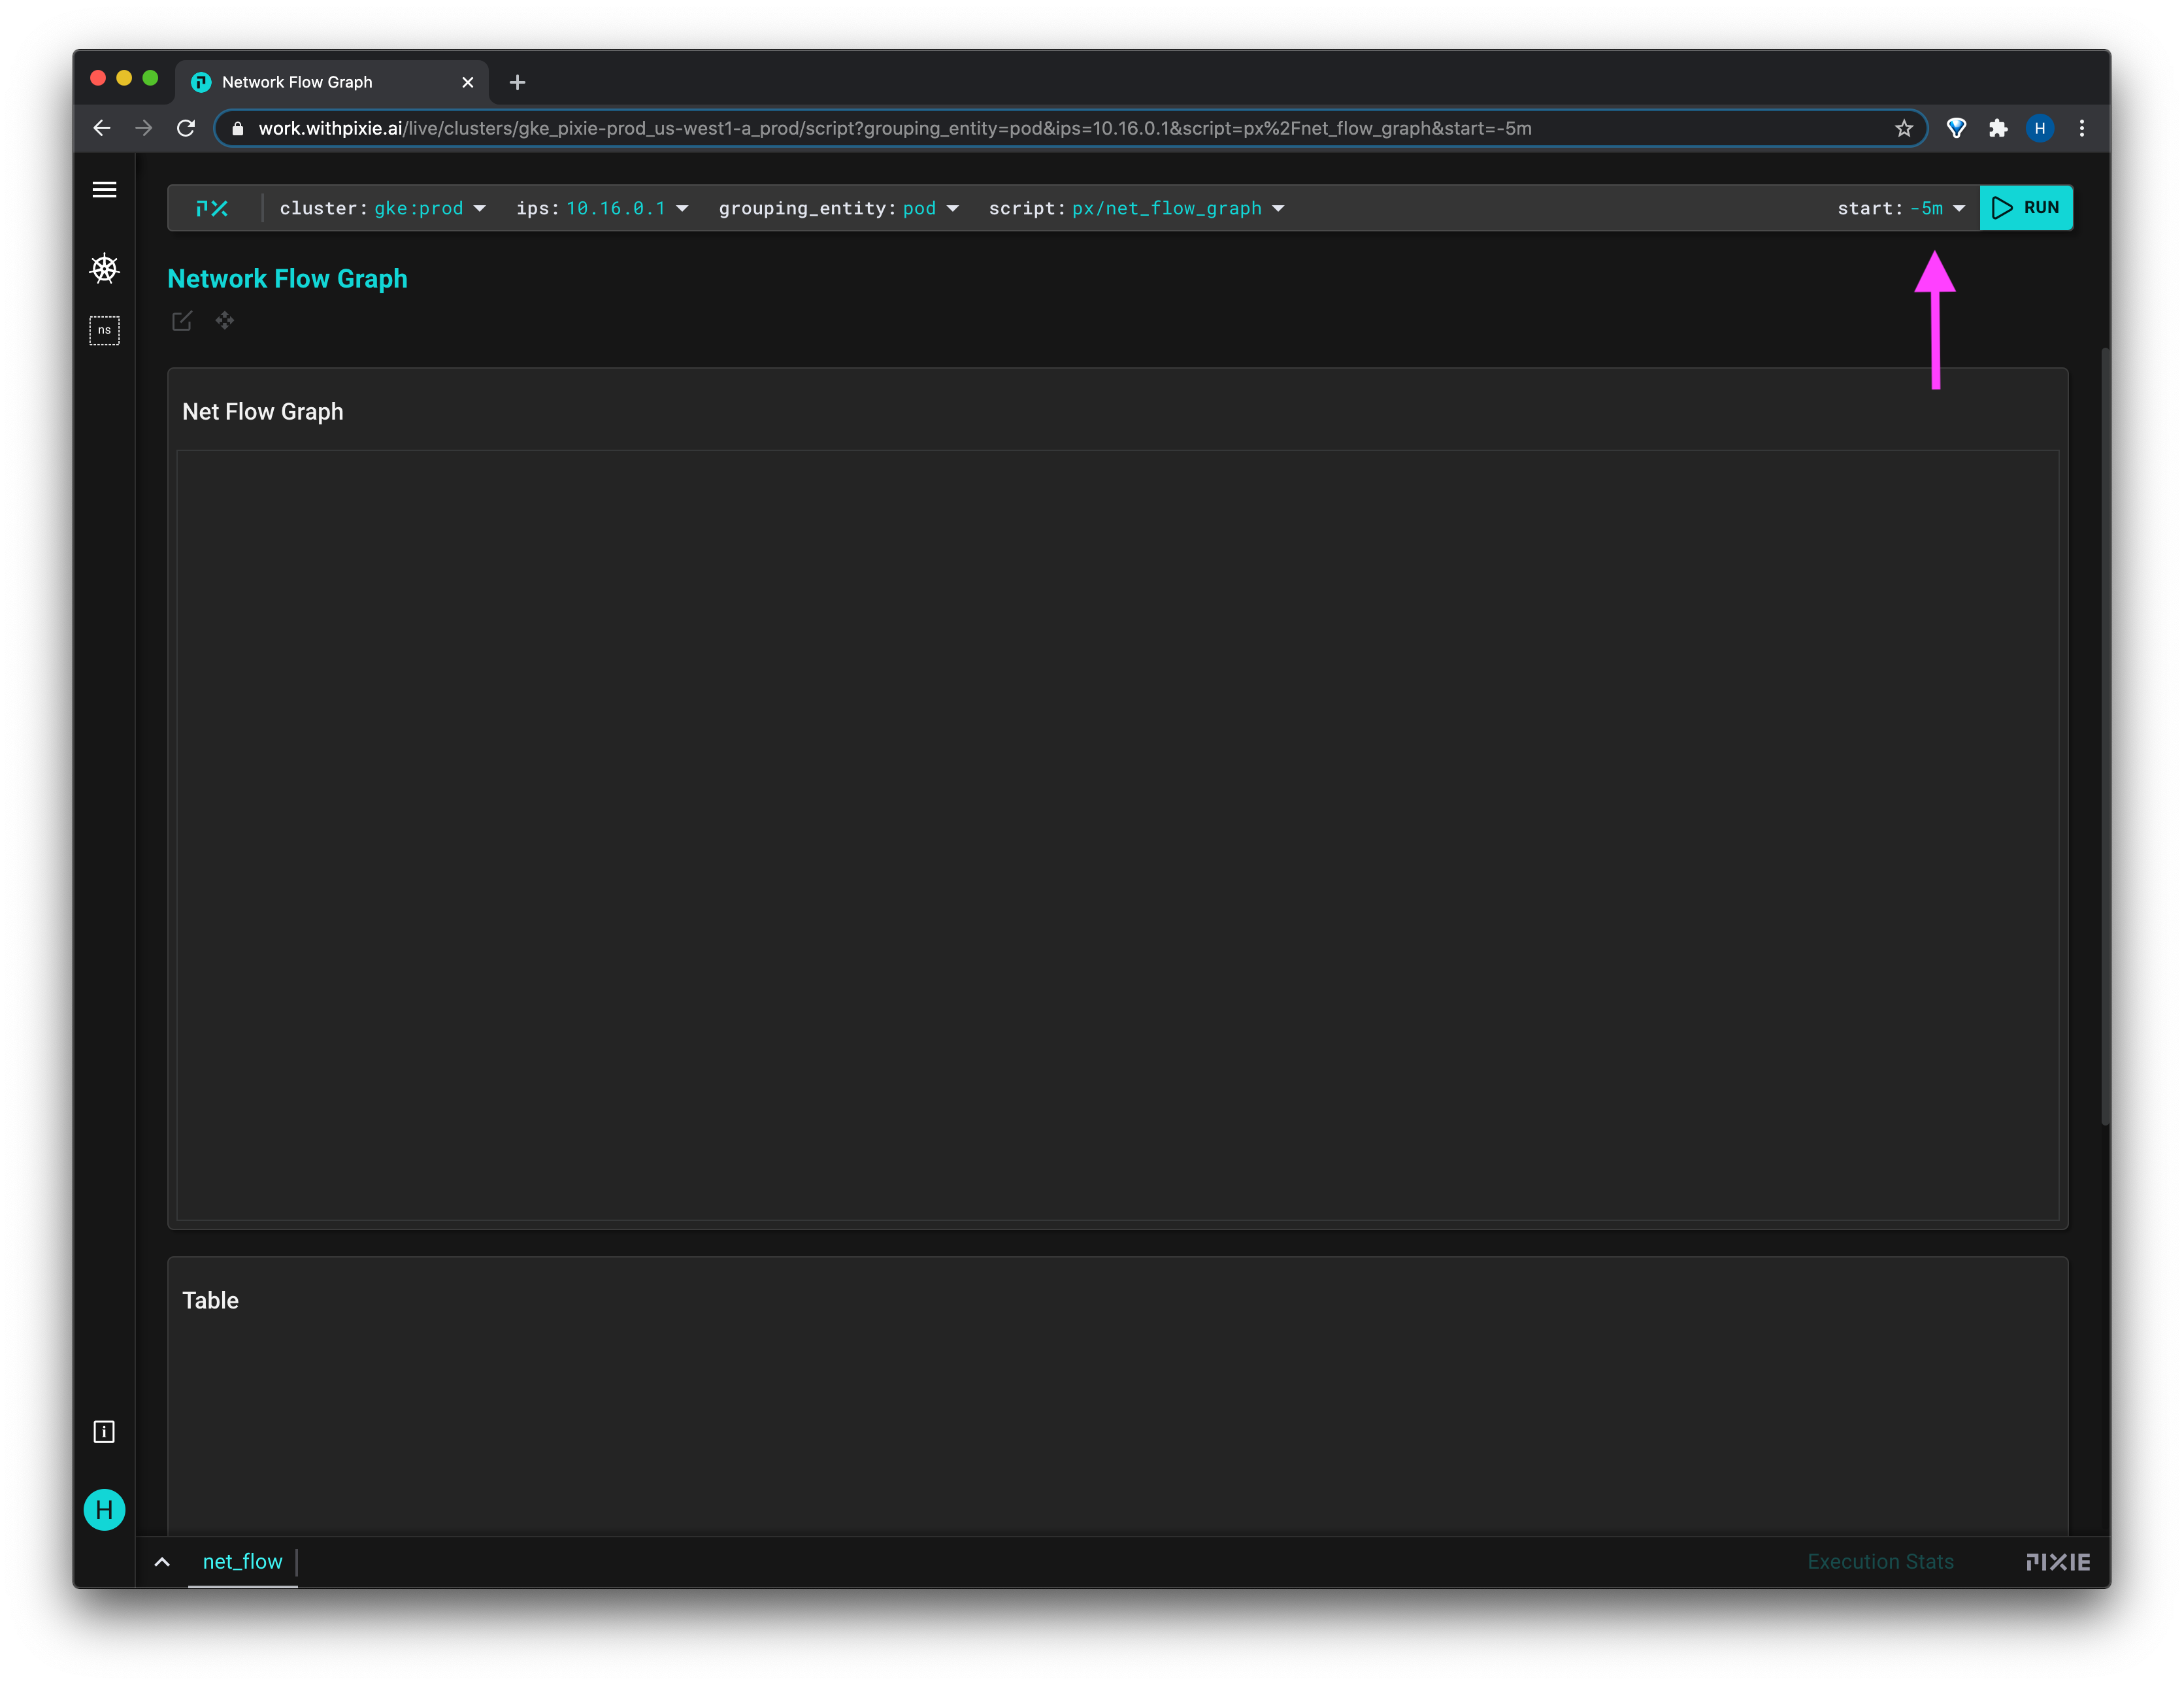 Network Flow Graph
work.withpixie.ai/live/clusters/gke_pixie-prod_us-west1-a_prod/script?grouping_entity=pod&ips=10.16.0.1&script=px%2Fnet_flow_graph&start=-5m
H
cluster: gke:prod ips: 10.16.0.1 grouping_entity: pod script: px/net_flow_graph start: -5m RUN
Network Flow Graph
ns
Net Flow Graph
Table
i
H
net_flow Execution Stats PIXIE